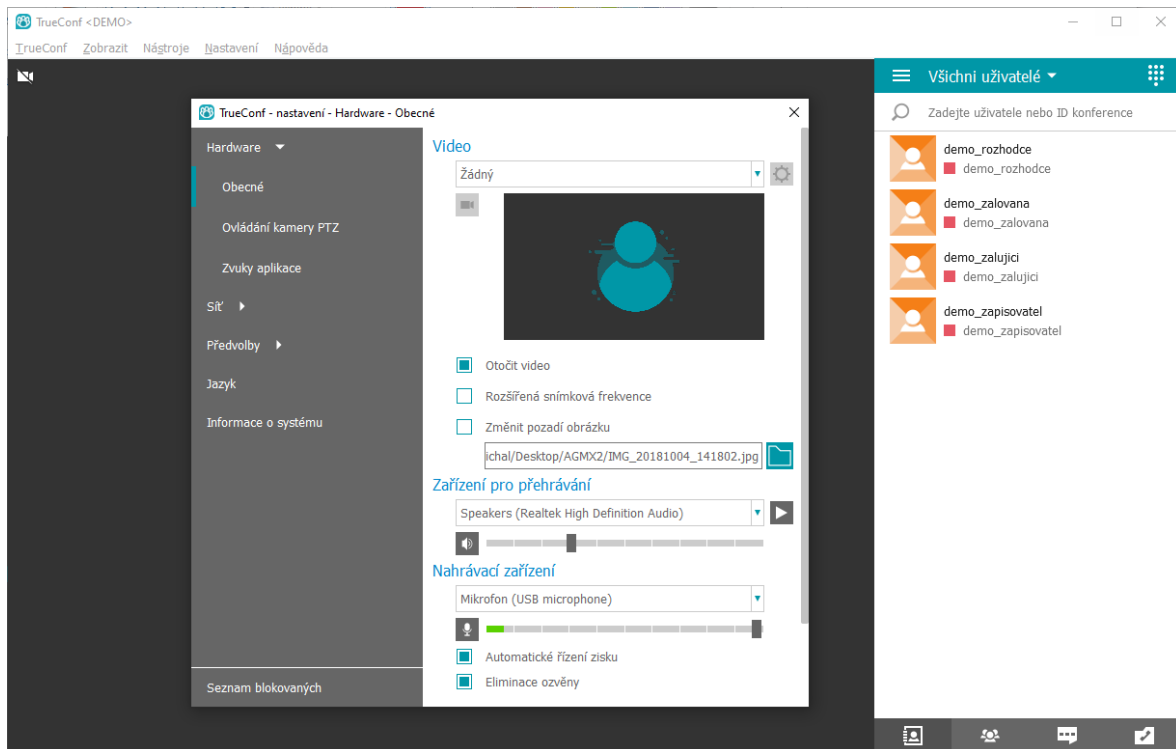 TrueConf <DEMO>
TrueConf Zobrazit Nástroje Nastavení Nápověda
Všichni uživatelé
Zadejte uživatele nebo ID konference
demo_rozhodce
demo_rozhodce
demo_zalovana
demo_zalovana
demo_zalujici
demo_zalujici
demo_zapisovatel
demo_zapisovatel
TrueConf - nastavení - Hardware - Obecné
Hardware
Obecné
Ovládání kamery PTZ
Zvuky aplikace
Síť
Předvolby
Jazyk
Informace o systému
Seznam blokovaných
Video
Žádný
Otočit video
Rozšířená snímková frekvence
Změnit pozadí obrázku
ichal/Desktop/AGMX2/IMG_20181004_141802.jpg
Zařízení pro přehrávání
Speakers (Realtek High Definition Audio)
Nahrávací zařízení
Mikrofon (USB microphone)
Automatické řízení zisku
Eliminace ozvěny